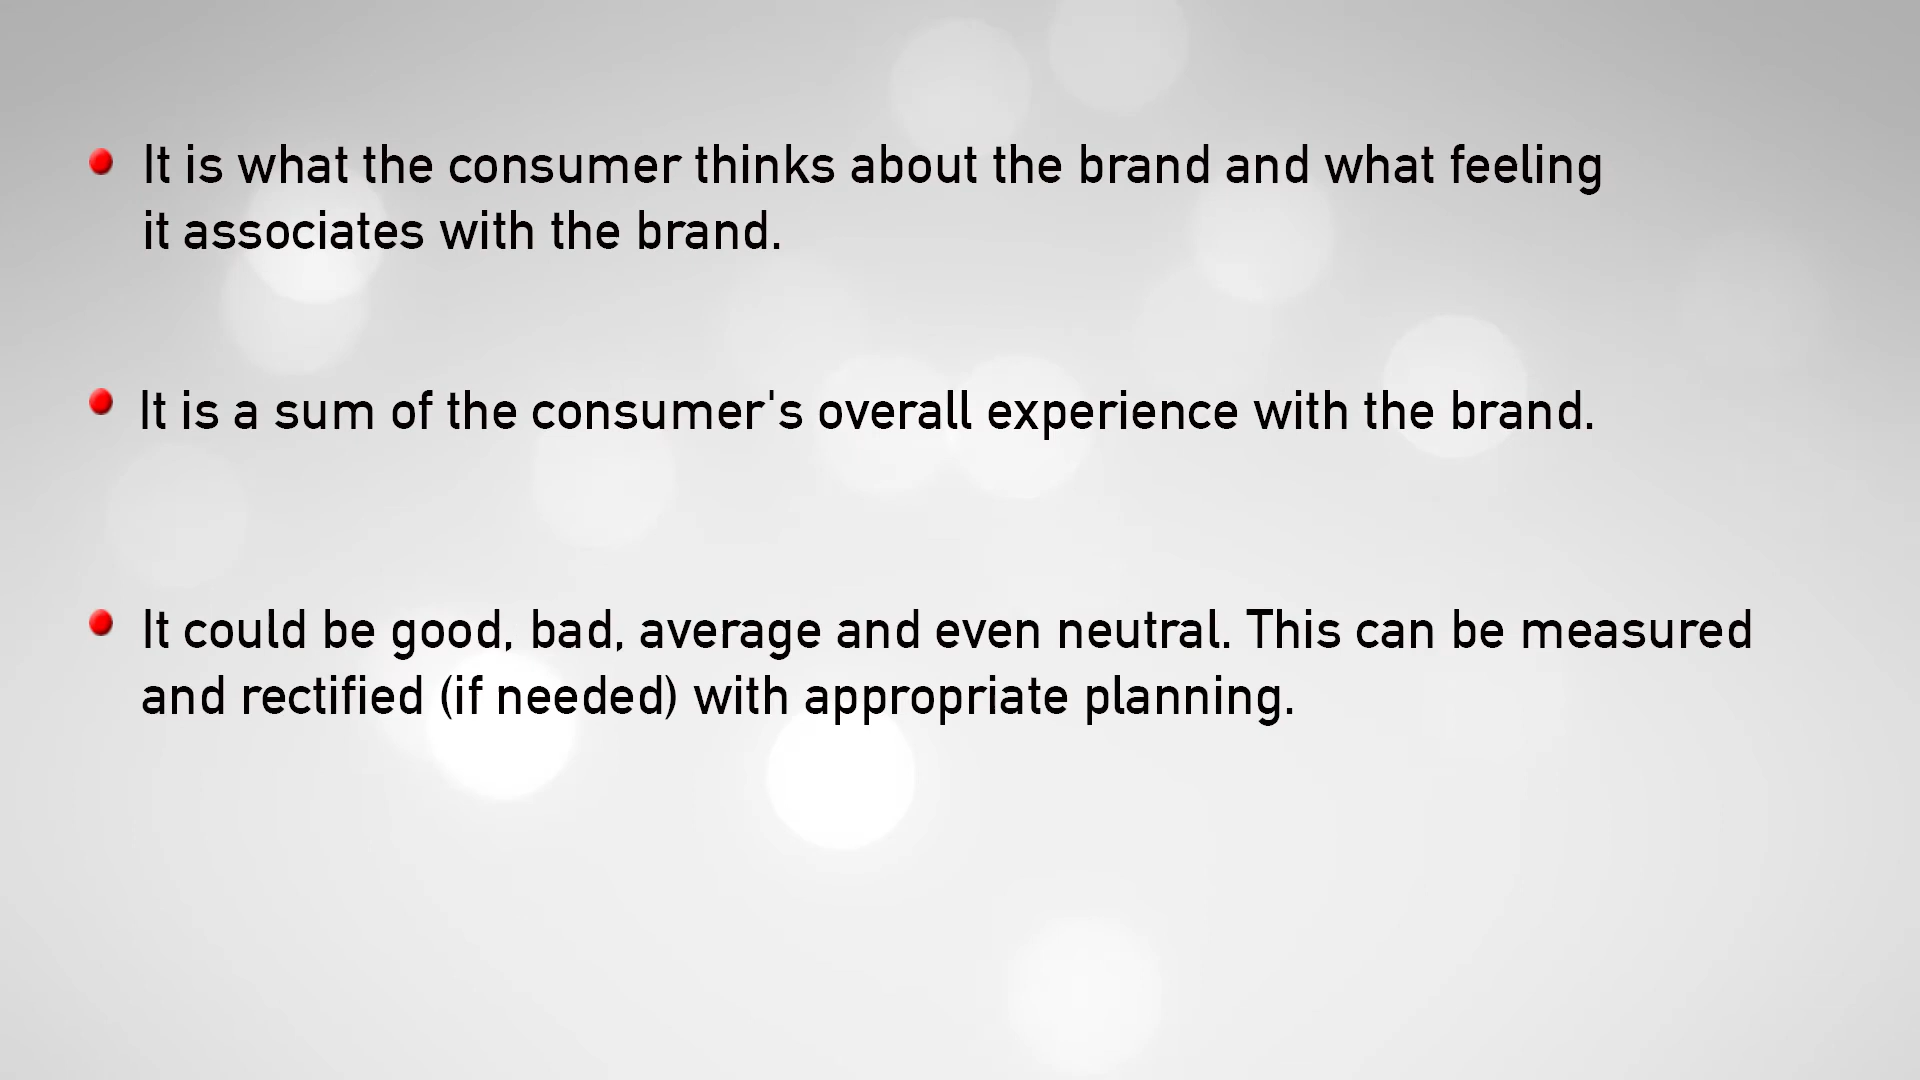 It is what the consumer thinks about the brand and what feeling
it associates with the brand.
It is a sum of the consumer's overall experience with the brand.
It could be good, bad, average and even neutral. This can be measured
and rectified (if needed) with appropriate planning.